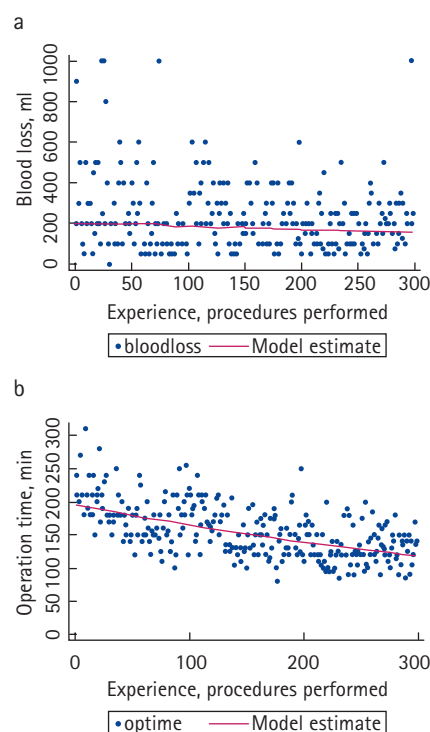 a
Blood loss, ml
0 200 400 600 800 1000
0 50 100 150 200 250 300
Experience, procedures performed
bloodloss Model estimate
b
Operation time, min
0 50 100 150 200 250 300
0 100 200 300
Experience, procedures performed
optime Model estimate